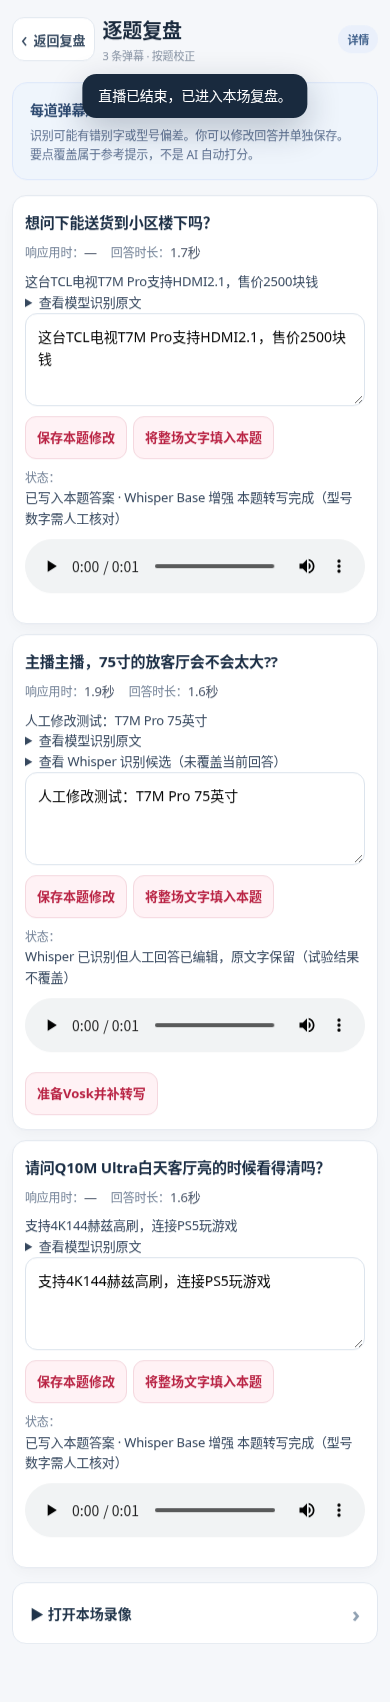 ‹ 返回复盘
逐题复盘
3 条弹幕 · 按题校正
详情
直播已结束，已进入本场复盘。
每道弹幕
识别可能有错别字或型号偏差。你可以修改回答并单独保存。
要点覆盖属于参考提示，不是 AI 自动打分。
想问下能送货到小区楼下吗？
响应用时：— 回答时长：1.7秒
这台TCL电视T7M Pro支持HDMI2.1，售价2500块钱
▶ 查看模型识别原文
这台TCL电视T7M Pro支持HDMI2.1，售价2500块
钱
保存本题修改 将整场文字填入本题
状态：
已写入本题答案 · Whisper Base 增强 本题转写完成（型号
数字需人工核对）
0:00 / 0:01
主播主播，75寸的放客厅会不会太大??
响应用时：1.9秒 回答时长：1.6秒
人工修改测试：T7M Pro 75英寸
▶ 查看模型识别原文
▶ 查看 Whisper 识别候选（未覆盖当前回答）
人工修改测试：T7M Pro 75英寸
保存本题修改 将整场文字填入本题
状态：
Whisper 已识别但人工回答已编辑，原文字保留（试验结果
不覆盖）
0:00 / 0:01
准备Vosk并补转写
请问Q10M Ultra白天客厅亮的时候看得清吗？
响应用时：— 回答时长：1.6秒
支持4K144赫兹高刷，连接PS5玩游戏
▶ 查看模型识别原文
支持4K144赫兹高刷，连接PS5玩游戏
保存本题修改 将整场文字填入本题
状态：
已写入本题答案 · Whisper Base 增强 本题转写完成（型号
数字需人工核对）
0:00 / 0:01
▶ 打开本场录像 ›